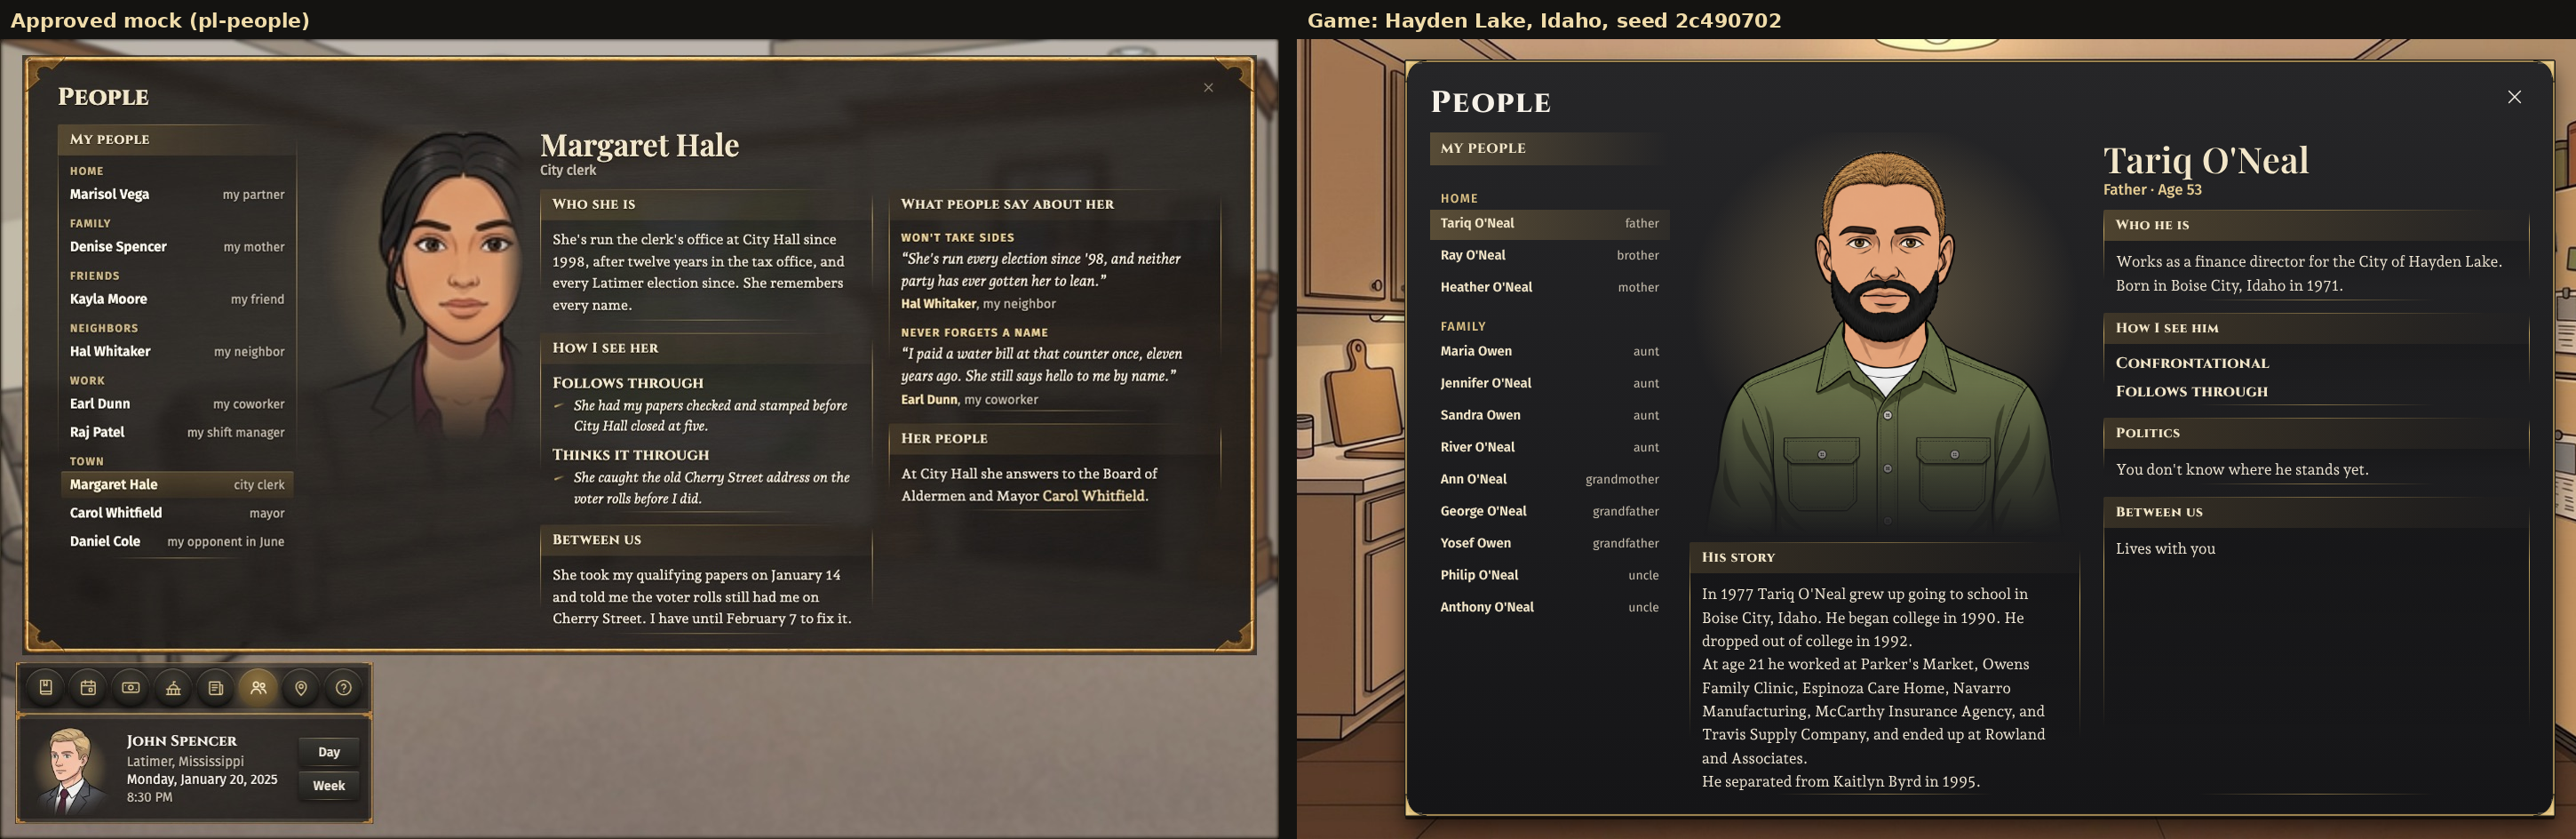 Approved mock (pl-people)
PEOPLE
×
MY PEOPLE
HOME
Marisol Vega my partner
FAMILY
Denise Spencer my mother
FRIENDS
Kayla Moore my friend
NEIGHBORS
Hal Whitaker my neighbor
WORK
Earl Dunn my coworker
Raj Patel my shift manager
TOWN
Margaret Hale city clerk
Carol Whitfield mayor
Daniel Cole my opponent in June
Margaret Hale
City clerk
WHO SHE IS
She's run the clerk's office at City Hall since
1998, after twelve years in the tax office, and
every Latimer election since. She remembers
every name.
HOW I SEE HER
FOLLOWS THROUGH
She had my papers checked and stamped before
City Hall closed at five.
THINKS IT THROUGH
She caught the old Cherry Street address on the
voter rolls before I did.
BETWEEN US
She took my qualifying papers on January 14
and told me the voter rolls still had me on
Cherry Street. I have until February 7 to fix it.
WHAT PEOPLE SAY ABOUT HER
WON'T TAKE SIDES
“She's run every election since '98, and neither
party has ever gotten her to lean.”
Hal Whitaker, my neighbor
NEVER FORGETS A NAME
“I paid a water bill at that counter once, eleven
years ago. She still says hello to me by name.”
Earl Dunn, my coworker
HER PEOPLE
At City Hall she answers to the Board of
Aldermen and Mayor Carol Whitfield.
JOHN SPENCER
Latimer, Mississippi
Monday, January 20, 2025
8:30 PM
Day
Week
Game: Hayden Lake, Idaho, seed 2c490702
PEOPLE
×
MY PEOPLE
HOME
Tariq O'Neal father
Ray O'Neal brother
Heather O'Neal mother
FAMILY
Maria Owen aunt
Jennifer O'Neal aunt
Sandra Owen aunt
River O'Neal aunt
Ann O'Neal grandmother
George O'Neal grandfather
Yosef Owen grandfather
Philip O'Neal uncle
Anthony O'Neal uncle
HIS STORY
In 1977 Tariq O'Neal grew up going to school in
Boise City, Idaho. He began college in 1990. He
dropped out of college in 1992.
At age 21 he worked at Parker's Market, Owens
Family Clinic, Espinoza Care Home, Navarro
Manufacturing, McCarthy Insurance Agency, and
Travis Supply Company, and ended up at Rowland
and Associates.
He separated from Kaitlyn Byrd in 1995.
Tariq O'Neal
Father · Age 53
WHO HE IS
Works as a finance director for the City of Hayden Lake.
Born in Boise City, Idaho in 1971.
HOW I SEE HIM
CONFRONTATIONAL
FOLLOWS THROUGH
POLITICS
You don't know where he stands yet.
BETWEEN US
Lives with you